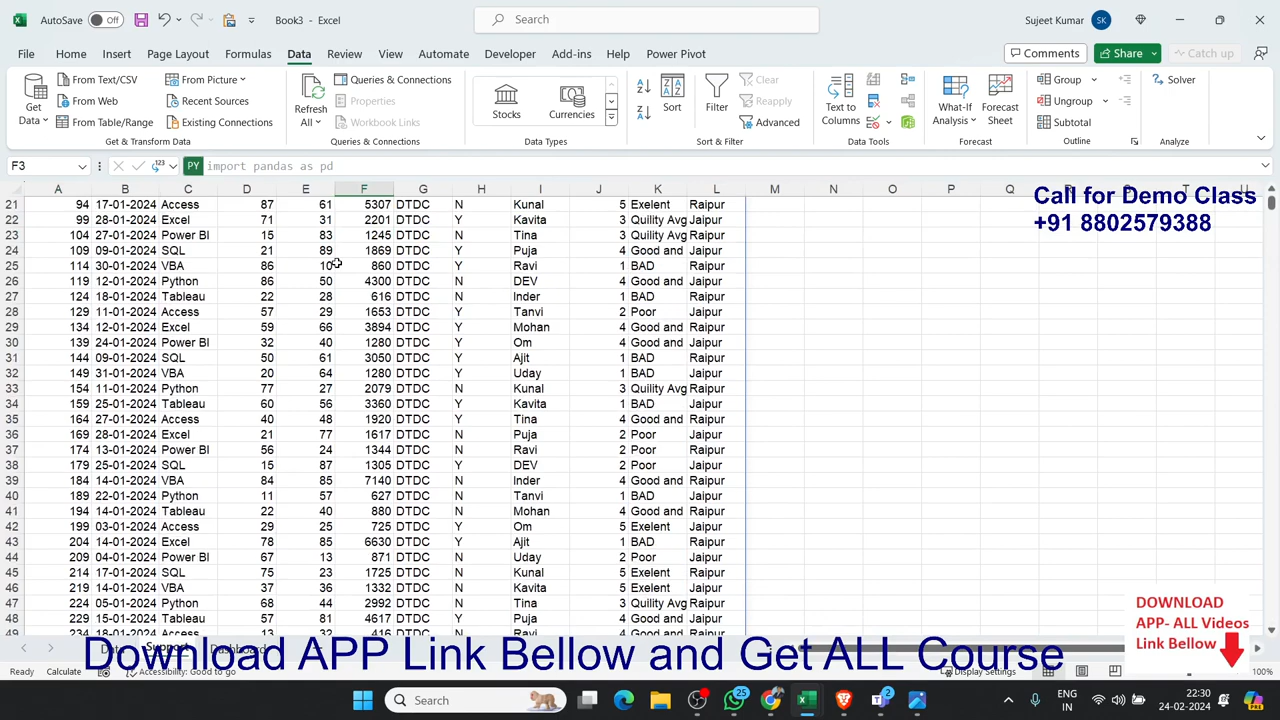 AutoSave Off Book3 - Excel Search Sujeet Kumar SK
File Home Insert Page Layout Formulas Data Review View Automate Developer Add-ins Help Power Pivot Comments Share Catch up
Get Data From Text/CSV From Picture Refresh All Queries & Connections Stocks Currencies Sort Filter Clear Text to Columns What-If Analysis Forecast Sheet Group Solver
From Web Recent Sources Properties Reapply Ungroup
From Table/Range Existing Connections Workbook Links Advanced Subtotal
Get & Transform Data Queries & Connections Data Types Sort & Filter Data Tools Forecast Outline Analyze
F3 PY import pandas as pd
A B C D E F G H I J K L M N O P Q R S T
Call for Demo Class
+91 8802579388
21 94 17-01-2024 Access 87 61 5307 DTDC N Kunal 5 Exelent Raipur
22 99 28-01-2024 Excel 71 31 2201 DTDC Y Kavita 3 Quility Avg Raipur
23 104 27-01-2024 Power BI 15 83 1245 DTDC N Tina 3 Quility Avg Raipur
24 109 09-01-2024 SQL 21 89 1869 DTDC Y Puja 4 Good and Raipur
25 114 30-01-2024 VBA 86 10 860 DTDC Y Ravi 1 BAD Raipur
26 119 12-01-2024 Python 86 50 4300 DTDC N DEV 4 Good and Raipur
27 124 18-01-2024 Tableau 22 28 616 DTDC N Inder 1 BAD Raipur
28 129 11-01-2024 Access 57 29 1653 DTDC Y Tanvi 2 Poor Jaipur
29 134 12-01-2024 Excel 59 66 3894 DTDC Y Mohan 4 Good and Jaipur
30 139 24-01-2024 Power BI 32 40 1280 DTDC Y Om 4 Good and Jaipur
31 144 09-01-2024 SQL 50 61 3050 DTDC Y Ajit 1 BAD Jaipur
32 149 31-01-2024 VBA 20 64 1280 DTDC Y Uday 1 BAD Jaipur
33 154 11-01-2024 Python 77 27 2079 DTDC N Kunal 3 Quility Avg Raipur
34 159 25-01-2024 Tableau 60 56 3360 DTDC Y Kavita 1 BAD Raipur
35 164 27-01-2024 Access 40 48 1920 DTDC Y Tina 4 Good and Raipur
36 169 28-01-2024 Excel 21 77 1617 DTDC N Puja 2 Poor Jaipur
37 174 13-01-2024 Power BI 56 24 1344 DTDC N Ravi 2 Poor Jaipur
38 179 25-01-2024 SQL 15 87 1305 DTDC Y DEV 2 Poor Jaipur
39 184 14-01-2024 VBA 84 85 7140 DTDC N Inder 4 Good and Jaipur
40 189 22-01-2024 Python 11 57 627 DTDC N Tanvi 1 BAD Jaipur
41 194 14-01-2024 Tableau 22 40 880 DTDC N Mohan 4 Good and Jaipur
42 199 03-01-2024 Access 29 25 725 DTDC Y Om 5 Exelent Jaipur
43 204 14-01-2024 Excel 78 85 6630 DTDC Y Ajit 1 BAD Jaipur
44 209 04-01-2024 Power BI 67 13 871 DTDC N Uday 2 Poor Jaipur
45 214 17-01-2024 SQL 75 23 1725 DTDC N Kunal 5 Exelent Raipur
46 219 14-01-2024 VBA 37 36 1332 DTDC N Kavita 5 Exelent Jaipur
47 224 05-01-2024 Python 68 44 2992 DTDC N Tina 3 Quility Avg Raipur
48 229 15-01-2024 Tableau 57 81 4617 DTDC Y Puja
49 234 18-01-2024 Access 13 32 416 DTDC N Ravi
DOWNLOAD
APP- ALL Videos
Link Bellow
Download APP Link Bellow and Get ALL Course
Ready Calculate Accessibility: Good to go Display Settings 100%
Search 25 2 ENG IN 22:30 24-02-2024